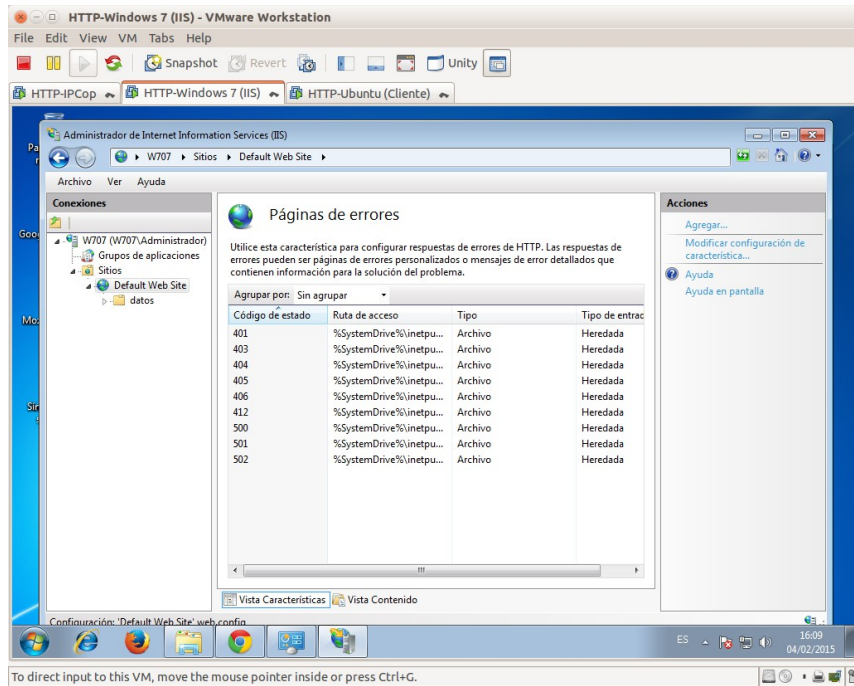 HTTP-Windows 7 (IIS) - VMware Workstation
File Edit View VM Tabs Help
Snapshot Revert Unity
HTTP-IPCop HTTP-Windows 7 (IIS) HTTP-Ubuntu (Cliente)
Administrador de Internet Information Services (IIS)
W707 Sitios Default Web Site
Archivo Ver Ayuda
Conexiones
W707 (W707\Administrador)
Grupos de aplicaciones
Sitios
Default Web Site
datos
Páginas de errores
Utilice esta característica para configurar respuestas de errores de HTTP. Las respuestas de
errores pueden ser páginas de errores personalizados o mensajes de error detallados que
contienen información para la solución del problema.
Agrupar por: Sin agrupar
Código de estado Ruta de acceso Tipo Tipo de entrad
401 %SystemDrive%\inetpu... Archivo Heredada
403 %SystemDrive%\inetpu... Archivo Heredada
404 %SystemDrive%\inetpu... Archivo Heredada
405 %SystemDrive%\inetpu... Archivo Heredada
406 %SystemDrive%\inetpu... Archivo Heredada
412 %SystemDrive%\inetpu... Archivo Heredada
500 %SystemDrive%\inetpu... Archivo Heredada
501 %SystemDrive%\inetpu... Archivo Heredada
502 %SystemDrive%\inetpu... Archivo Heredada
Vista Características Vista Contenido
Acciones
Agregar...
Modificar configuración de
característica...
Ayuda
Ayuda en pantalla
Configuración: 'Default Web Site' web.config
ES 16:09
04/02/2015
To direct input to this VM, move the mouse pointer inside or press Ctrl+G.